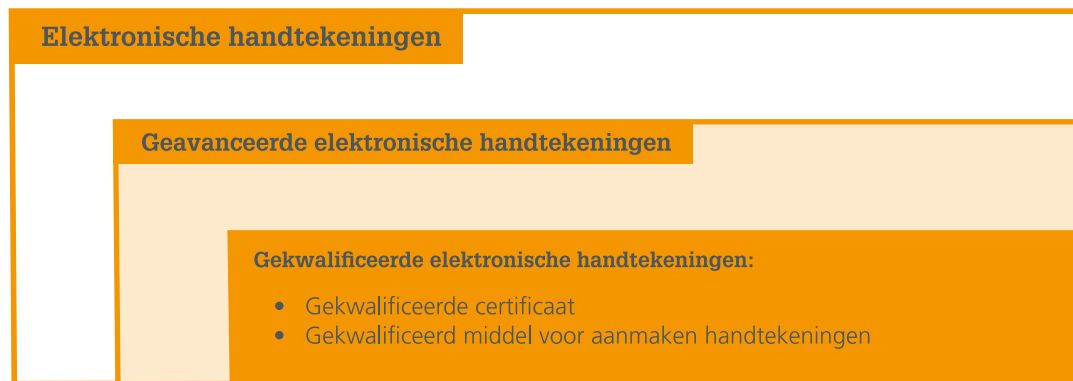 Elektronische handtekeningen
Geavanceerde elektronische handtekeningen
Gekwalificeerde elektronische handtekeningen:
• Gekwalificeerde certificaat
• Gekwalificeerd middel voor aanmaken handtekeningen